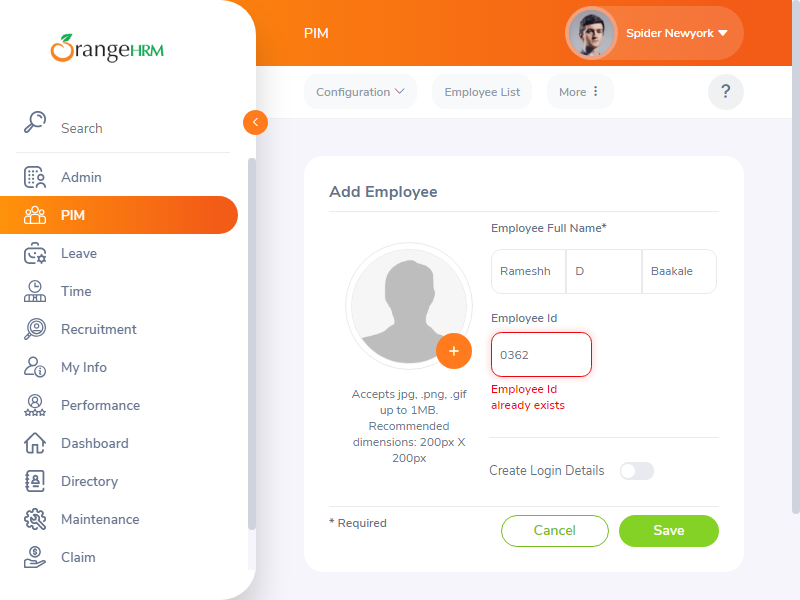 OrangeHRM
PIM
Spider Newyork
Configuration
Employee List
More
?
Search
Admin
PIM
Leave
Time
Recruitment
My Info
Performance
Dashboard
Directory
Maintenance
Claim
Add Employee
Accepts jpg, .png, .gif
up to 1MB.
Recommended
dimensions: 200px X
200px
Employee Full Name*
Rameshh
D
Baakale
Employee Id
0362
Employee Id
already exists
Create Login Details
* Required
Cancel
Save